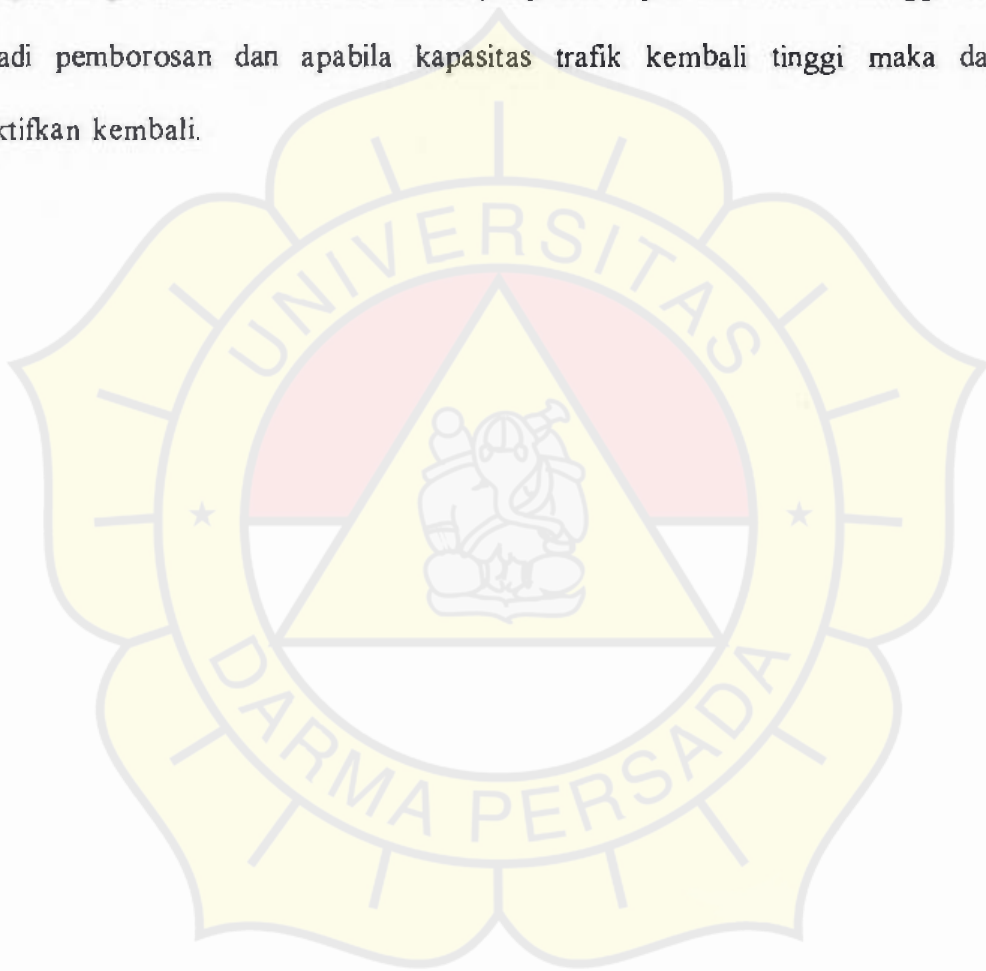 adi pemborosan dan apabila kapasitas trafik kembali tinggi maka da
ktifkan kembali.
UNIVERSITAS
DARMA PERSADA